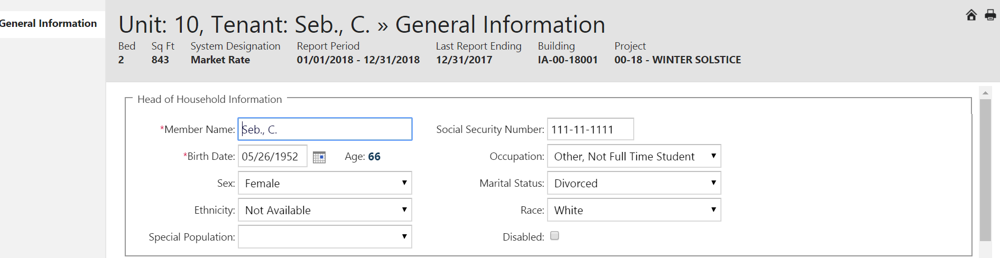 General Information
Unit: 10, Tenant: Seb., C. » General Information
Bed Sq Ft System Designation Report Period Last Report Ending Building Project
2 843 Market Rate 01/01/2018 - 12/31/2018 12/31/2017 IA-00-18001 00-18 - WINTER SOLSTICE
Head of Household Information
*Member Name: Seb., C. Social Security Number: 111-11-1111
*Birth Date: 05/26/1952 Age: 66 Occupation: Other, Not Full Time Student
Sex: Female Marital Status: Divorced
Ethnicity: Not Available Race: White
Special Population: Disabled: